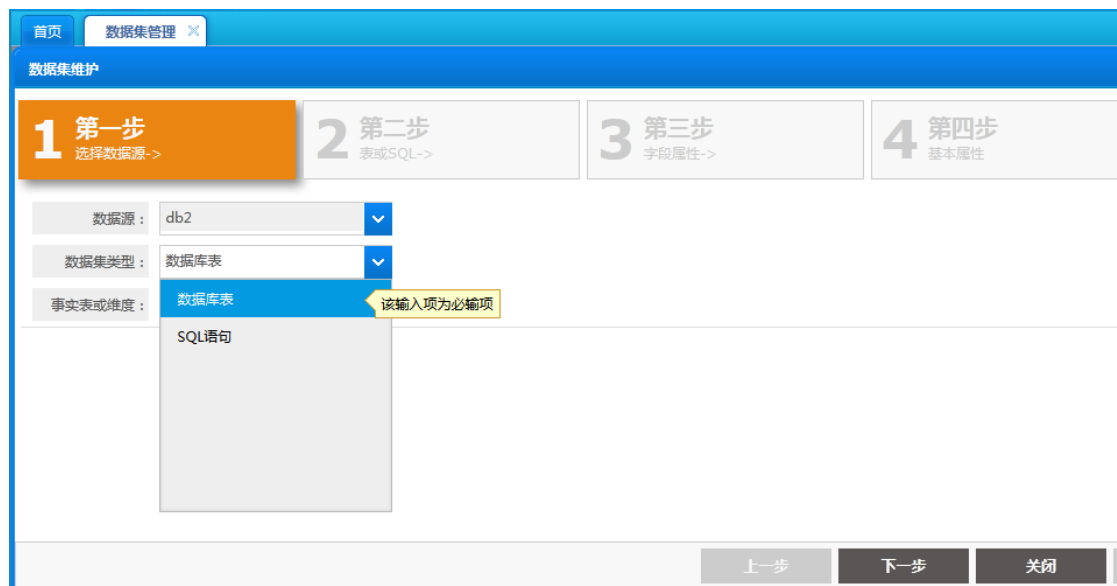 首页 数据集管理
数据集维护
1 第一步 2 第二步 3 第三步 4 第四步
选择数据源-> 表或SQL-> 字段属性-> 基本属性
数据源： db2
数据集类型： 数据库表
事实表或维度： 数据库表 该输入项为必输项
SQL语句
上一步 下一步 关闭